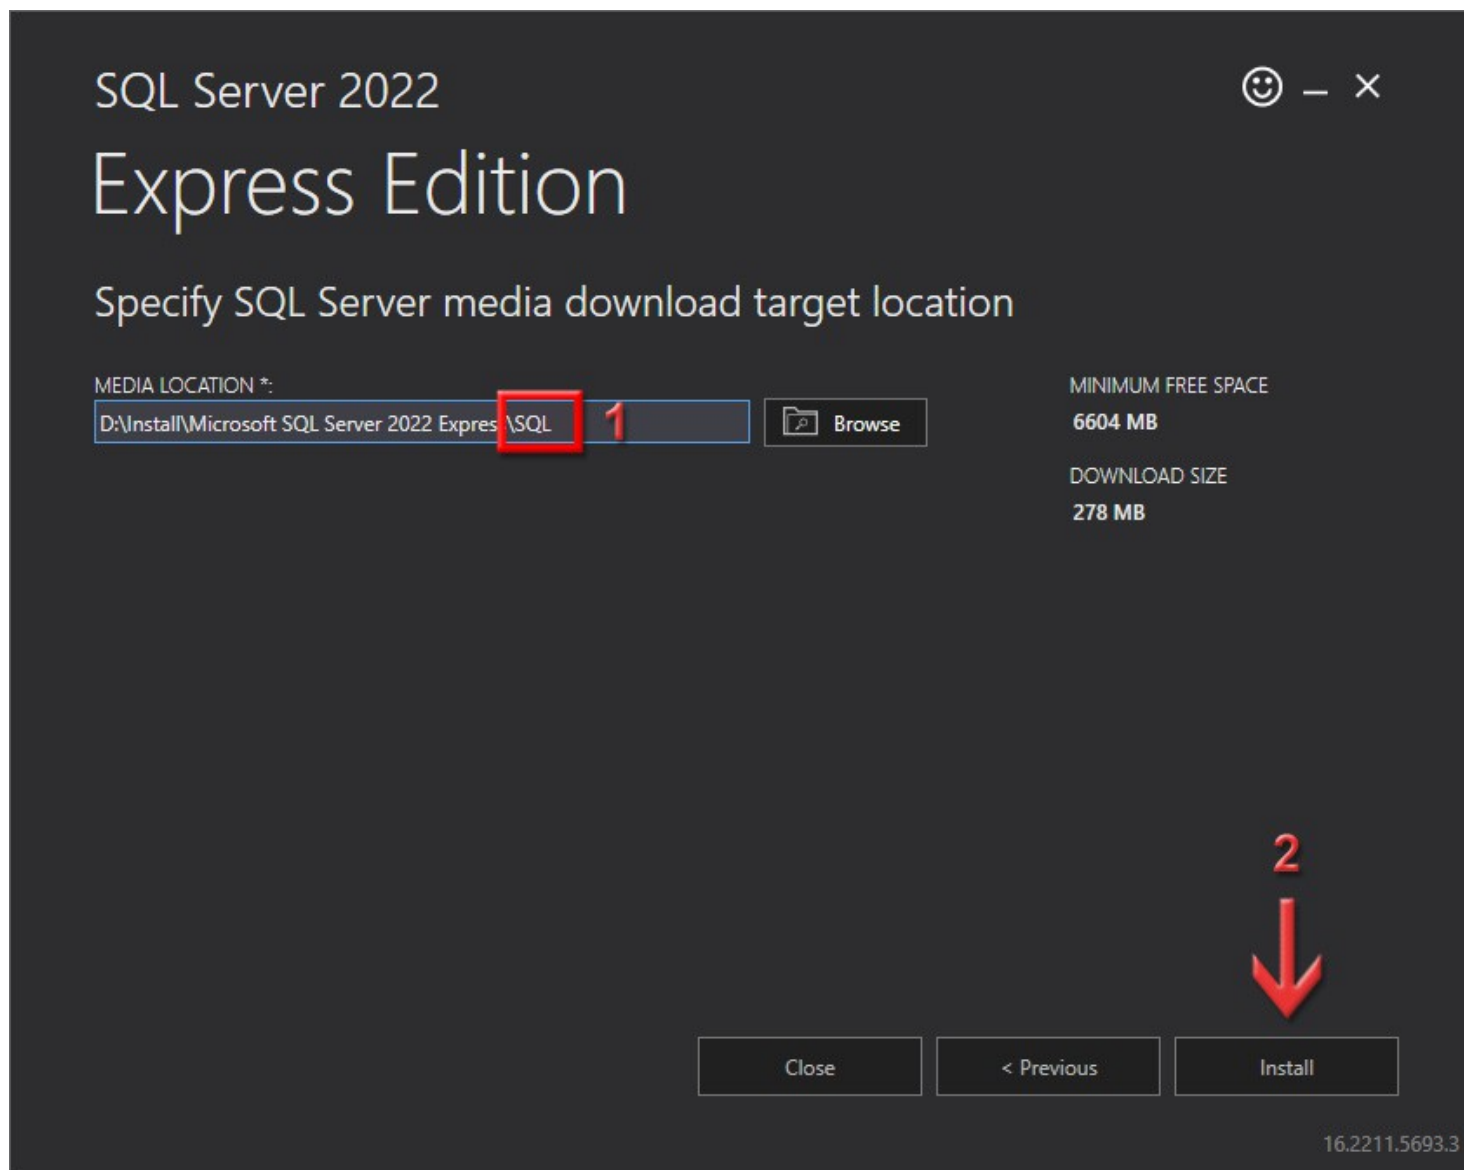 SQL Server 2022
Express Edition
Specify SQL Server media download target location
MEDIA LOCATION *:
D:\Install\Microsoft SQL Server 2022 Expres\SQL
1
Browse
MINIMUM FREE SPACE
6604 MB
DOWNLOAD SIZE
278 MB
2
Close
< Previous
Install
16.2211.5693.3